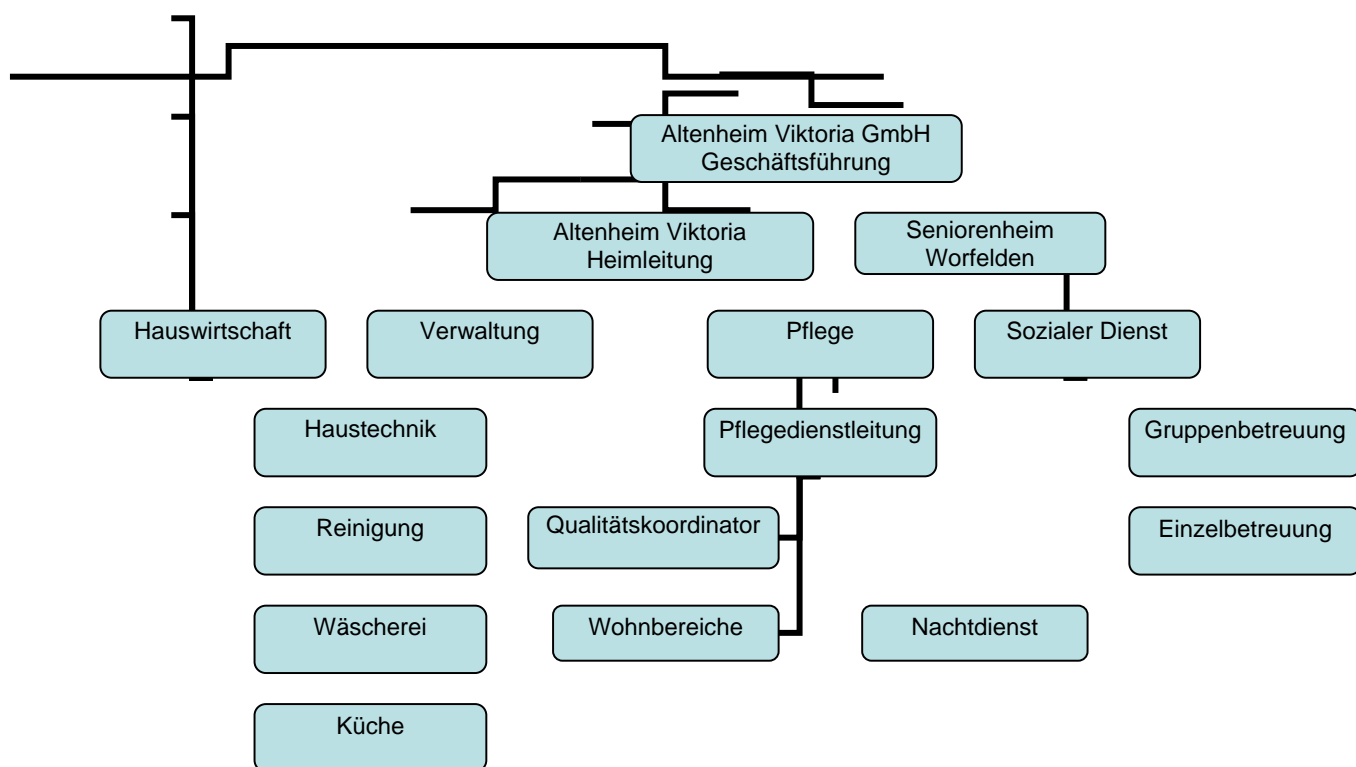 Altenheim Viktoria GmbH
Geschäftsführung
Altenheim Viktoria
Heimleitung
Seniorenheim
Worfelden
Hauswirtschaft
Verwaltung
Pflege
Sozialer Dienst
Haustechnik
Pflegedienstleitung
Gruppenbetreuung
Reinigung
Qualitätskoordinator
Einzelbetreuung
Wäscherei
Wohnbereiche
Nachtdienst
Küche